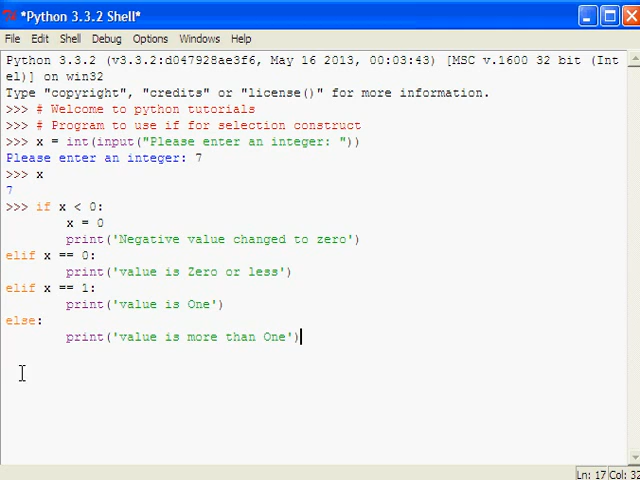 *Python 3.3.2 Shell*
File Edit Shell Debug Options Windows Help
Python 3.3.2 (v3.3.2:d047928ae3f6, May 16 2013, 00:03:43) [MSC v.1600 32 bit (Int
el)] on win32
Type "copyright", "credits" or "license()" for more information.
>>> # Welcome to python tutorials
>>> # Program to use if for selection construct
>>> x = int(input("Please enter an integer: "))
Please enter an integer: 7
>>> x
7
>>> if x < 0:
        x = 0
        print('Negative value changed to zero')
elif x == 0:
        print('value is Zero or less')
elif x == 1:
        print('value is One')
else:
        print('value is more than One')
Ln: 17 Col: 32